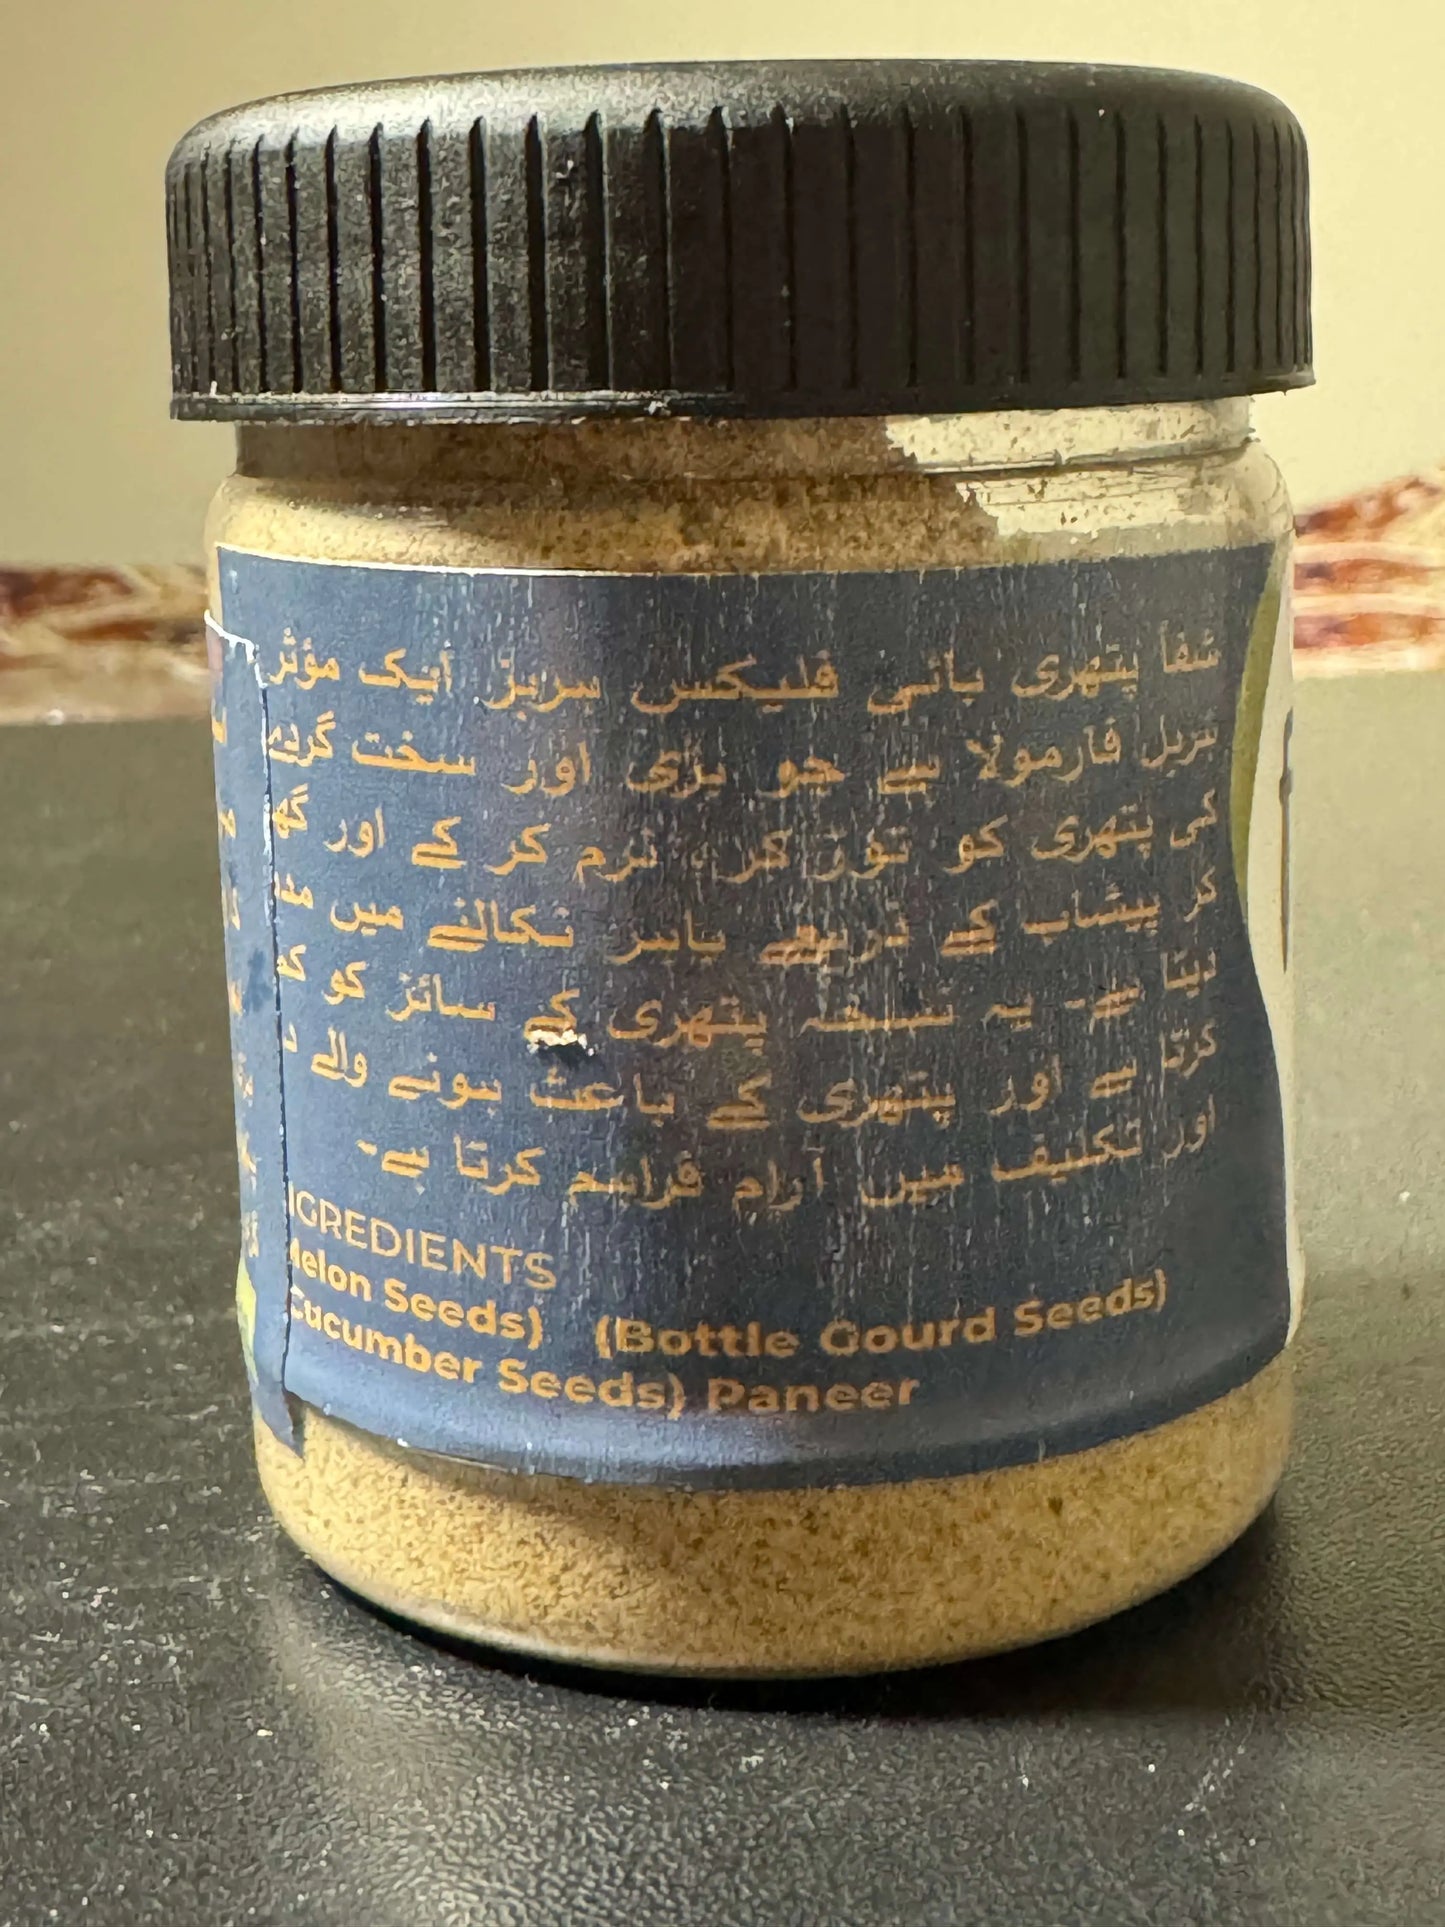 شفا پتھری بائی فلیکس ہربز ایک مؤثر
ہربل فارمولا ہے جو بڑی اور سخت گردے
کی پتھری کو توڑ کر ، نرم کر کے اور گھ
کر پیشاب کے ذریعے باہر نکالنے میں مدد
دیتا ہے۔ یہ نسخہ پتھری کے سائز کو کم
کرتا ہے اور پتھری کے باعث ہونے والے د
اور تکلیف میں آرام فراہم کرتا ہے۔
NGREDIENTS
Melon Seeds) (Bottle Gourd Seeds)
Cucumber Seeds) Paneer